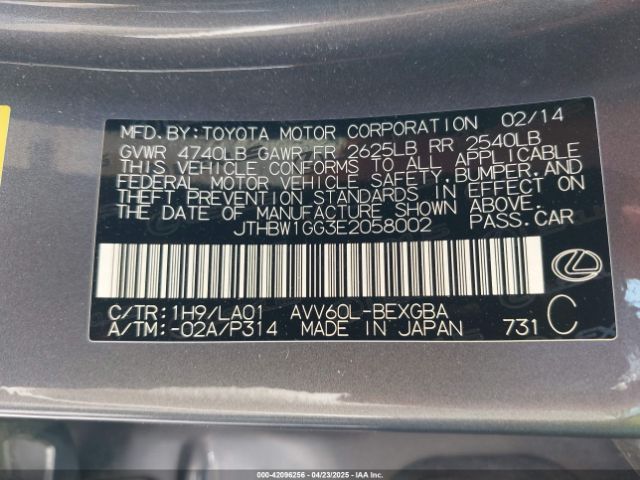 MFD.BY:TOYOTA MOTOR CORPORATION 02/14
GVWR 4740LB GAWR FR 2625LB RR 2540LB
THIS VEHICLE CONFORMS TO ALL APPLICABLE
FEDERAL MOTOR VEHICLE SAFETY,BUMPER,AND
THEFT PREVENTION STANDARDS IN EFFECT ON
THE DATE OF MANUFACTURE SHOWN ABOVE.
JTHBW1GG3E2058002 PASS.CAR
C/TR:1H9/LA01 AVV60L-BEXGBA
A/TM:-02A/P314 MADE IN JAPAN 731 C
000-42096256 - 04/23/2025 - IAAI.COM